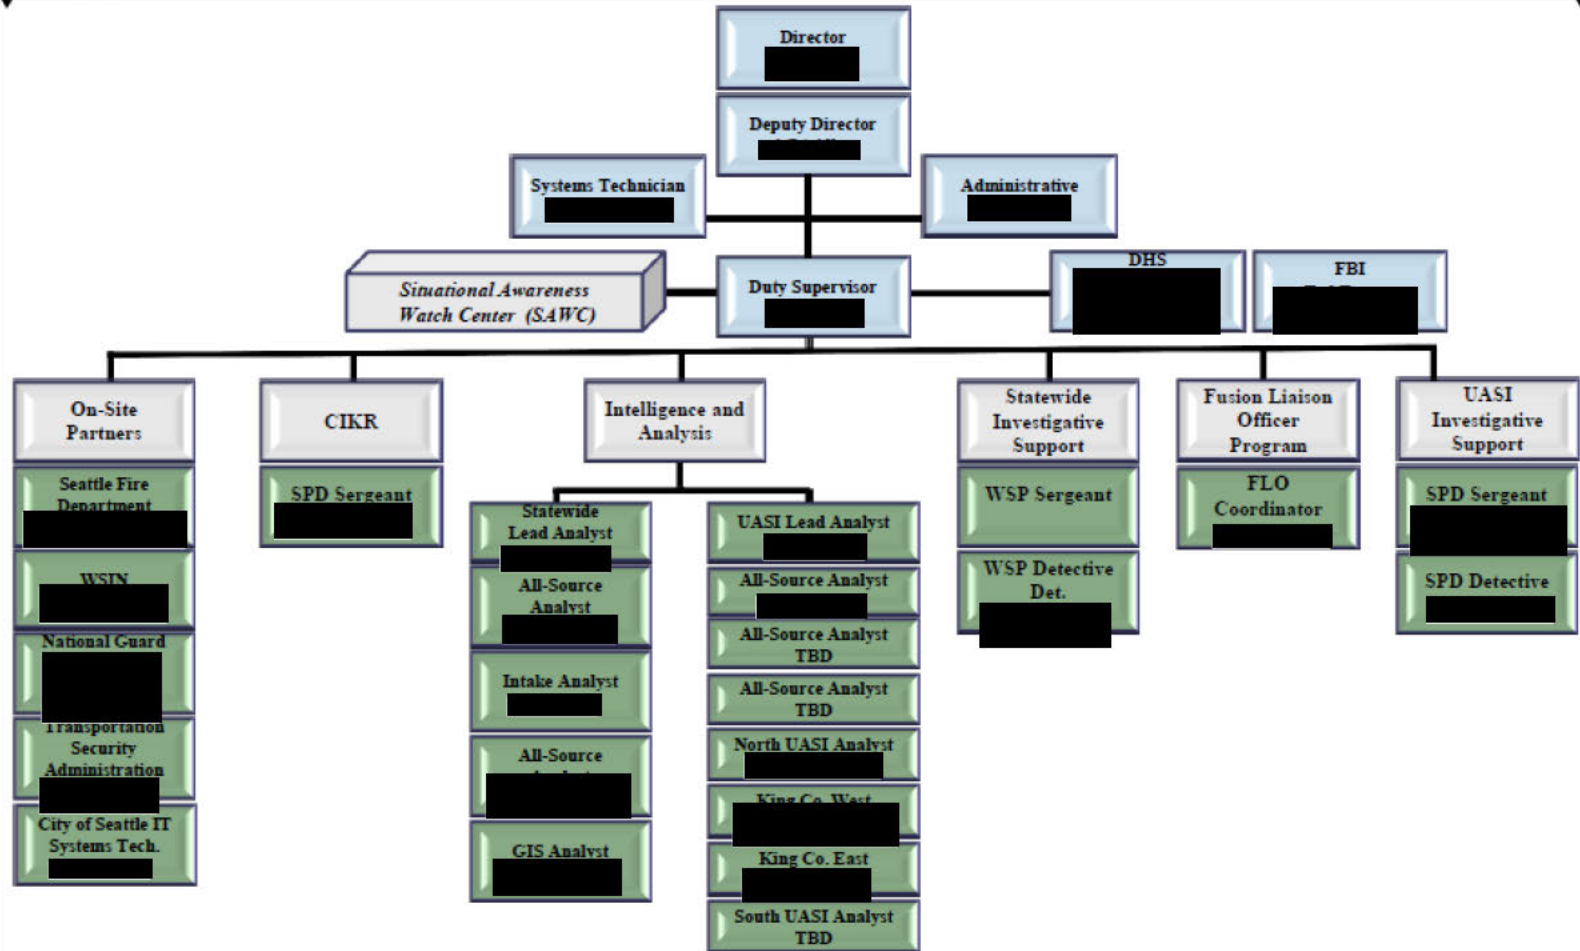 Director
Deputy Director
Systems Technician
Administrative
Situational Awareness
Watch Center (SAWC)
Duty Supervisor
DHS
FBI
On-Site
Partners
CIKR
Intelligence and
Analysis
Statewide
Investigative
Support
Fusion Liaison
Officer
Program
UASI
Investigative
Support
Seattle Fire
Department
WSIN
National Guard
Transportation
Security
Administration
City of Seattle IT
Systems Tech.
SPD Sergeant
Statewide
Lead Analyst
All-Source
Analyst
Intake Analyst
All-Source
GIS Analyst
UASI Lead Analyst
All-Source Analyst
All-Source Analyst
TBD
All-Source Analyst
TBD
North UASI Analyst
King Co. West
King Co. East
South UASI Analyst
TBD
WSP Sergeant
WSP Detective
Det.
FLO
Coordinator
SPD Sergeant
SPD Detective